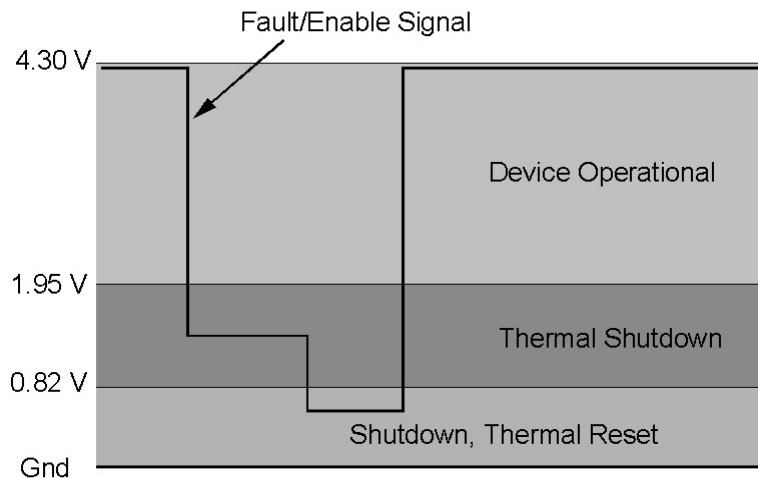 Fault/Enable Signal
4.30 V
Device Operational
1.95 V
Thermal Shutdown
0.82 V
Shutdown, Thermal Reset
Gnd